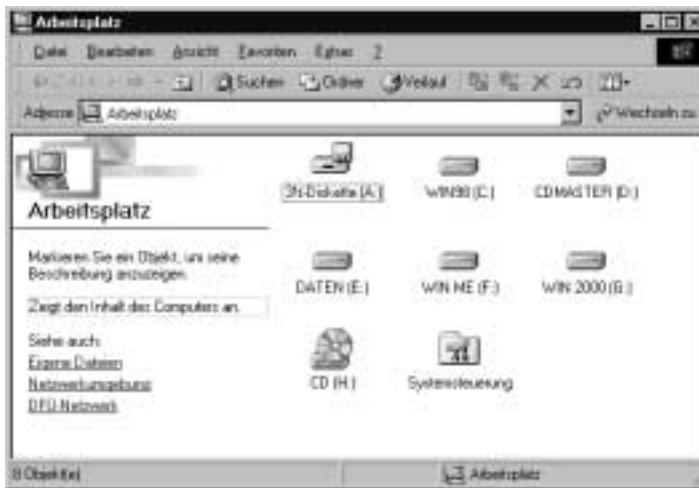 Arbeitsplatz
Datei Bearbeiten Ansicht Favoriten Extras ?
Suchen Ordner Verlauf
Adresse Arbeitsplatz Wechseln zu
3½-Diskette (A:) WIN98 (C:) CDMASTER (D:)
Arbeitsplatz
Markieren Sie ein Objekt, um seine
Beschreibung anzuzeigen.
DATEN (E:) WIN ME (F:) WIN 2000 (G:)
Zeigt den Inhalt des Computers an.
Siehe auch:
Eigene Dateien
Netzwerkumgebung
DFÜ-Netzwerk
CD (H:) Systemsteuerung
8 Objekt(e) Arbeitsplatz